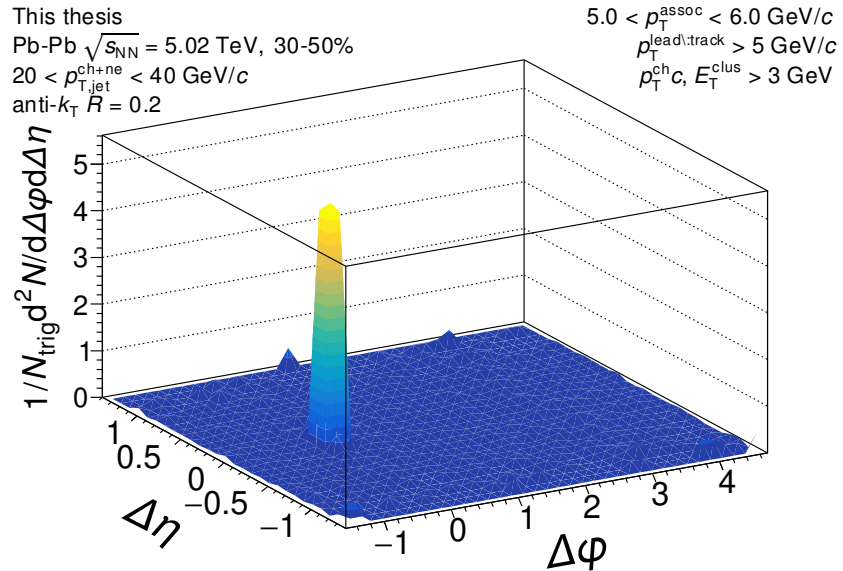 This thesis
Pb-Pb √s_NN = 5.02 TeV, 30-50%
20 < p_T,jet^ch+ne < 40 GeV/c
anti-k_T R = 0.2
5.0 < p_T^assoc < 6.0 GeV/c
p_T^lead\:track > 5 GeV/c
p_T^ch c, E_T^clus > 3 GeV
1/N_trig d²N/dΔφdΔη
5
4
3
2
1
0
1
0.5
0
−0.5
−1
Δη
−1
0
1
2
3
4
Δφ